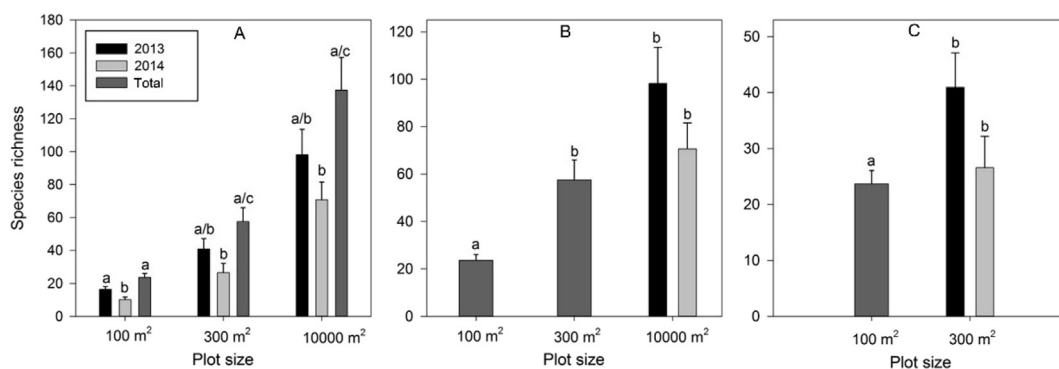 A
2013
2014
Total
Species richness
180
160
140
120
100
80
60
40
20
0
a b a
a/b b a/c
a/b b a/c
100 m² 300 m² 10000 m²
Plot size
B
120
100
80
60
40
20
0
a b b b
100 m² 300 m² 10000 m²
Plot size
C
50
40
30
20
10
0
a b b
100 m² 300 m²
Plot size